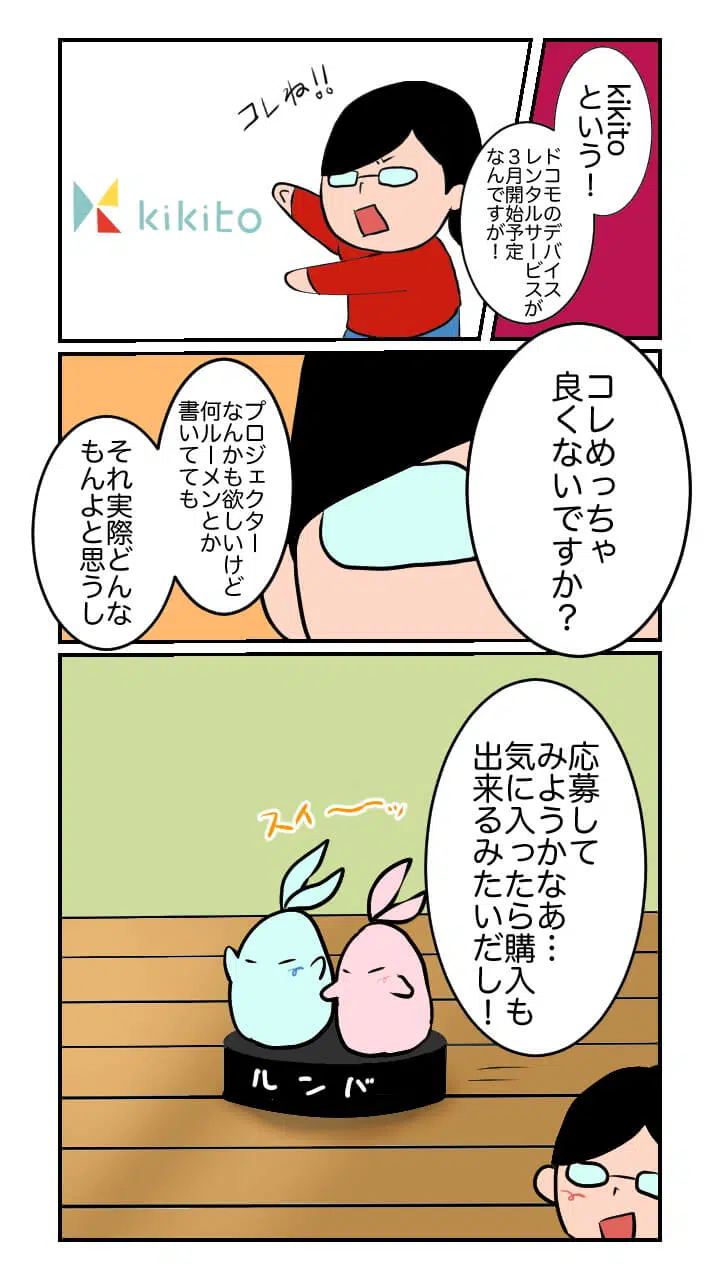 kikito
という！
ドコモのデバイス
レンタルサービスが
３月開始予定
なんですが！
コレね!!
kikito
コレめっちゃ
良くないですか？
プロジェクター
なんかも欲しいけど
何ルーメンとか
書いてても
それ実際どんな
もんよと思うし
応募して
みようかなあ…
気に入ったら購入も
出来るみたいだし！
スイ〜〜ッ
ルンバ